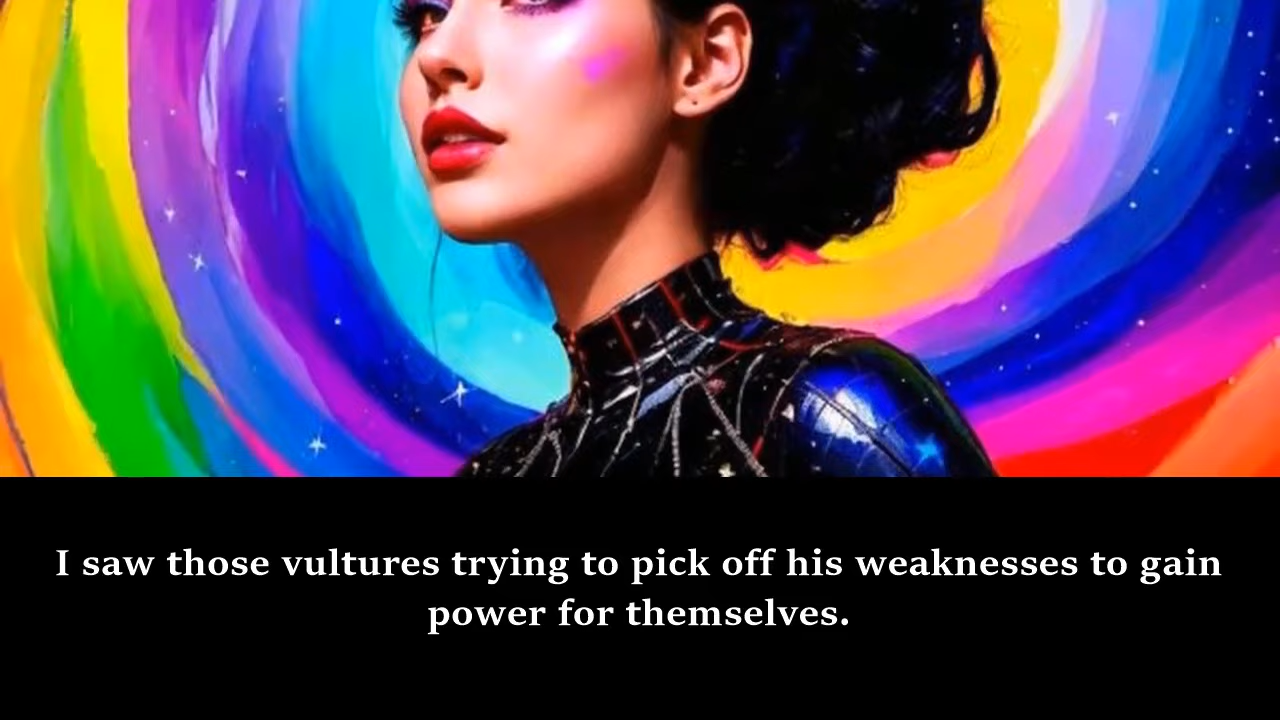 I saw those vultures trying to pick off his weaknesses to gain
power for themselves.